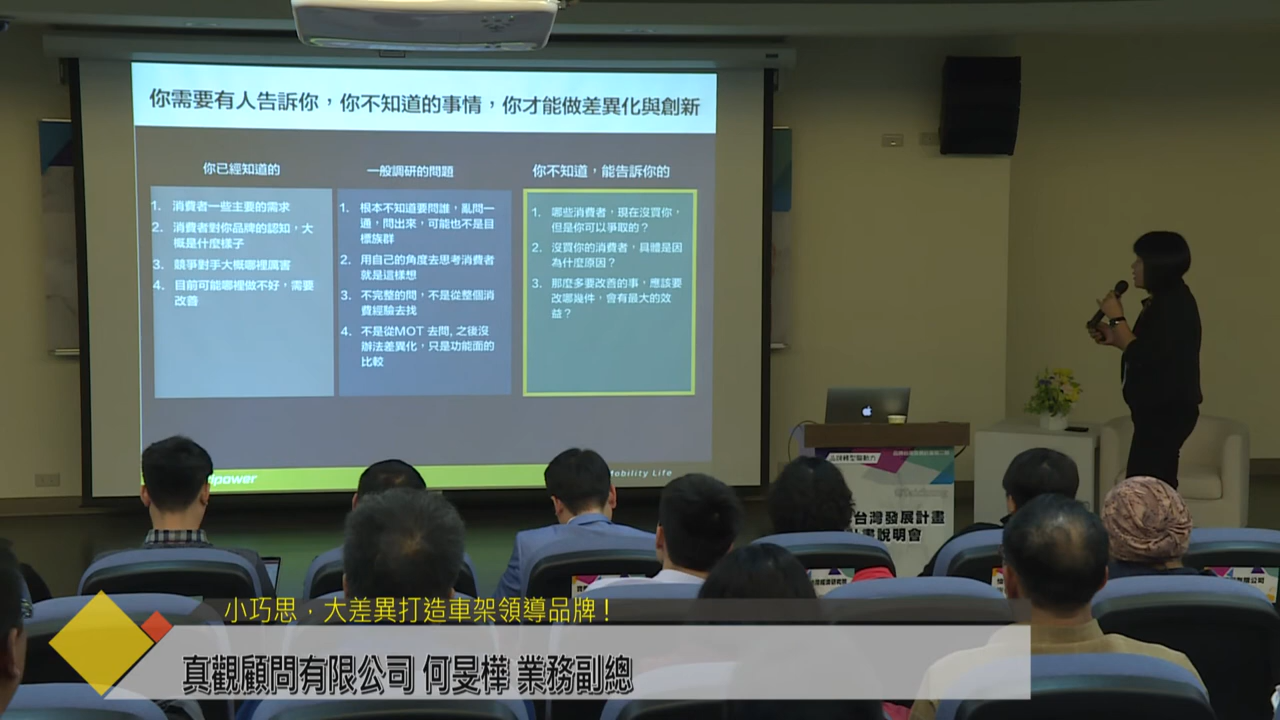 你需要有人告訴你，你不知道的事情，你才能做差異化與創新
你已經知道的
1. 消費者一些主要的需求
2. 消費者對你品牌的認知，大
概是什麼樣子
3. 競爭對手大概哪裡厲害
4. 目前可能哪裡做不好，需要
改善
一般調研的問題
1. 根本不知道要問誰，亂問一
通，問出來，可能也不是目
標族群
2. 用自己的角度去思考消費者
就是這樣想
3. 不完整的問，不是從整個消
費經驗去找
4. 不是從MOT 去問, 之後沒
辦法差異化，只是功能面的
比較
你不知道，能告訴你的
1. 哪些消費者，現在沒買你，
但是你可以爭取的？
2. 沒買你的消費者，具體是因
為什麼原因？
3. 那麼多要改善的事，應該要
改哪幾件，會有最大的效
益？
power
Mobility Life
品牌轉型驅動力
台灣發展計畫
計畫說明會
小巧思，大差異打造車架領導品牌！
真觀顧問有限公司 何旻樺 業務副總